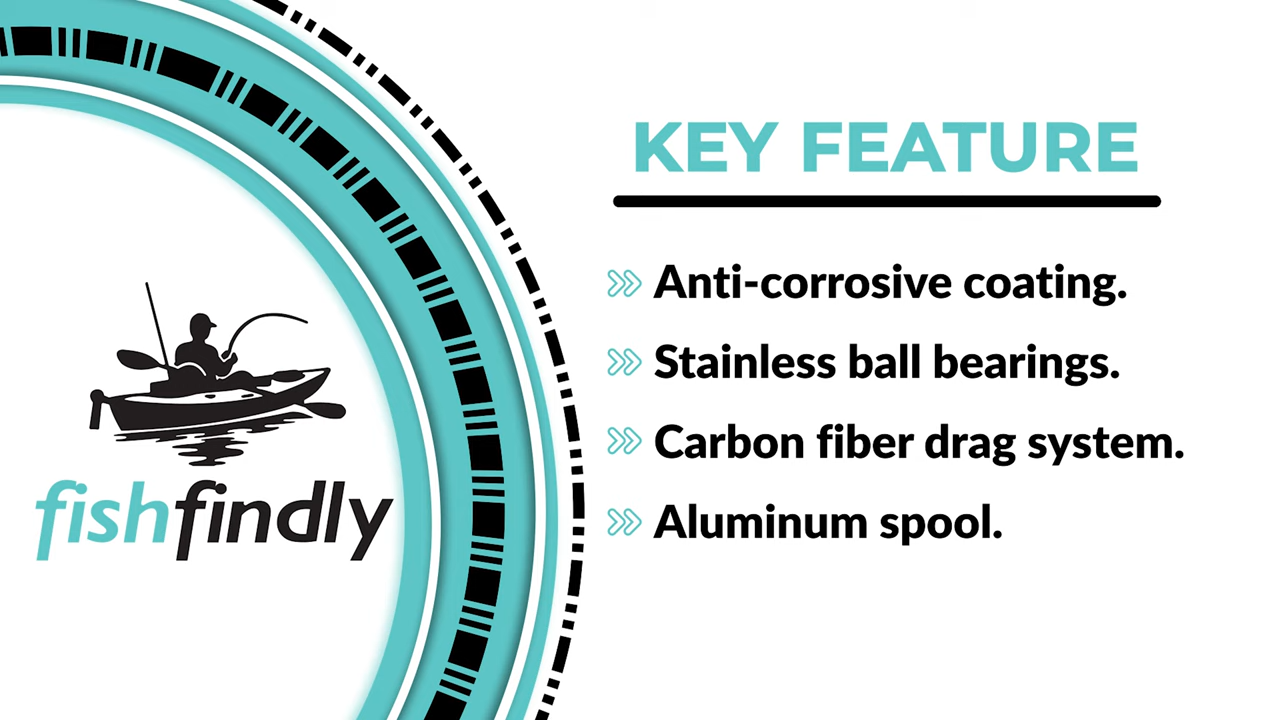 KEY FEATURE
Anti-corrosive coating.
Stainless ball bearings.
Carbon fiber drag system.
Aluminum spool.
fishfindly